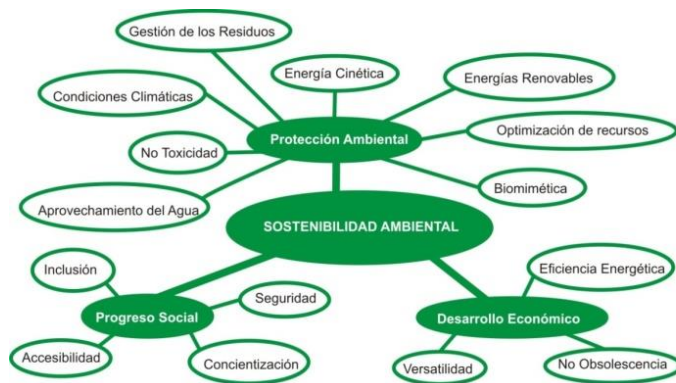 Gestión de los Residuos
Energía Cinética
Energías Renovables
Condiciones Climáticas
Protección Ambiental
Optimización de recursos
No Toxicidad
Biomimética
Aprovechamiento del Agua
SOSTENIBILIDAD AMBIENTAL
Inclusión
Eficiencia Energética
Seguridad
Progreso Social
Desarrollo Económico
Accesibilidad
Concientización
Versatilidad
No Obsolescencia